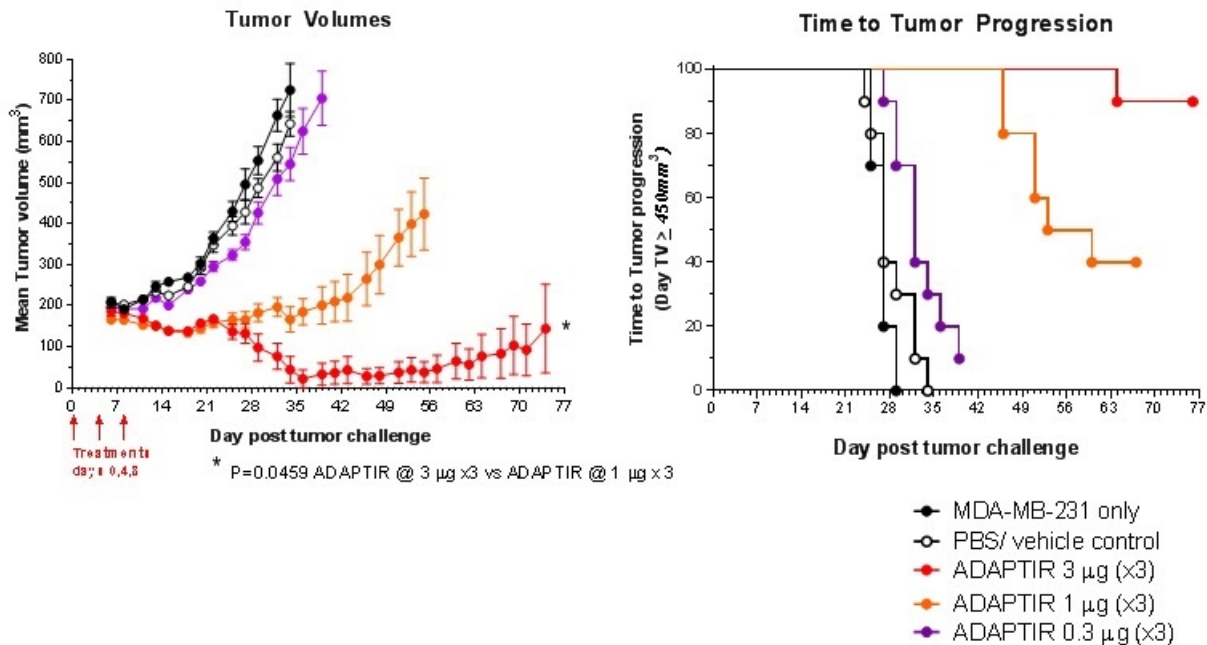 Tumor Volumes
Mean Tumor volume (mm³)
800
700
600
500
400
300
200
100
0
0 7 14 21 28 35 42 49 56 63 70 77
*
Day post tumor challenge
Treatments
days 0,4,8
* P=0.0459 ADAPTIR @ 3 μg x3 vs ADAPTIR @ 1 μg x 3
Time to Tumor Progression
Time to Tumor progression
(Day TV ≥ 450mm³)
100
80
60
40
20
0
0 7 14 21 28 35 42 49 56 63 70 77
Day post tumor challenge
MDA-MB-231 only
PBS/ vehicle control
ADAPTIR 3 μg (x3)
ADAPTIR 1 μg (x3)
ADAPTIR 0.3 μg (x3)